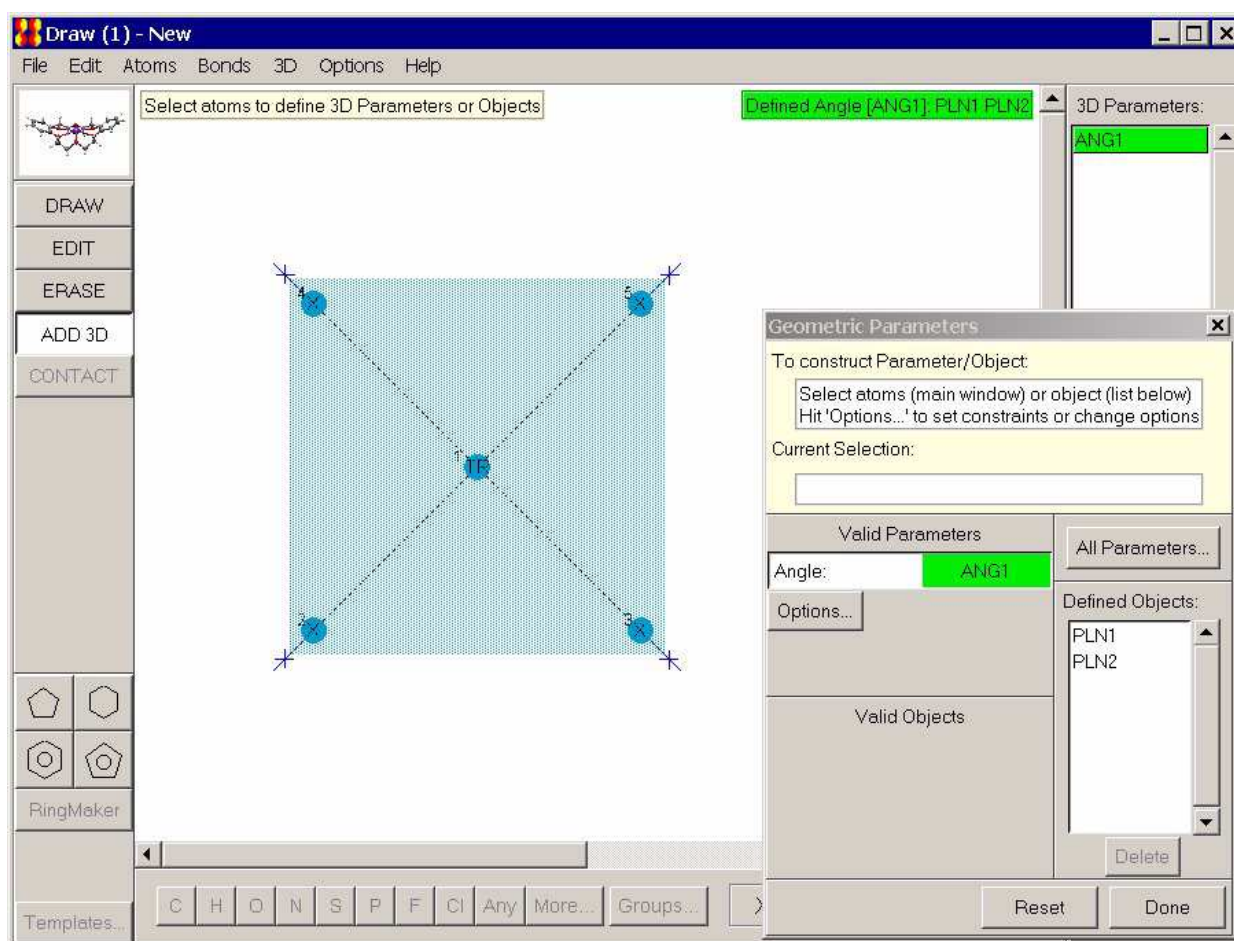 Draw (1) - New
File Edit Atoms Bonds 3D Options Help
Select atoms to define 3D Parameters or Objects
Defined Angle [ANG1]: PLN1 PLN2
3D Parameters:
ANG1
DRAW
EDIT
ERASE
ADD 3D
CONTACT
4
X
5
X
1
TR
2
X
3
X
Geometric Parameters
To construct Parameter/Object:
Select atoms (main window) or object (list below)
Hit 'Options...' to set constraints or change options
Current Selection:
Valid Parameters
All Parameters...
Angle: ANG1
Options...
Defined Objects:
PLN1
PLN2
Valid Objects
Delete
Reset Done
RingMaker
Templates...
C H O N S P F Cl Any More... Groups...